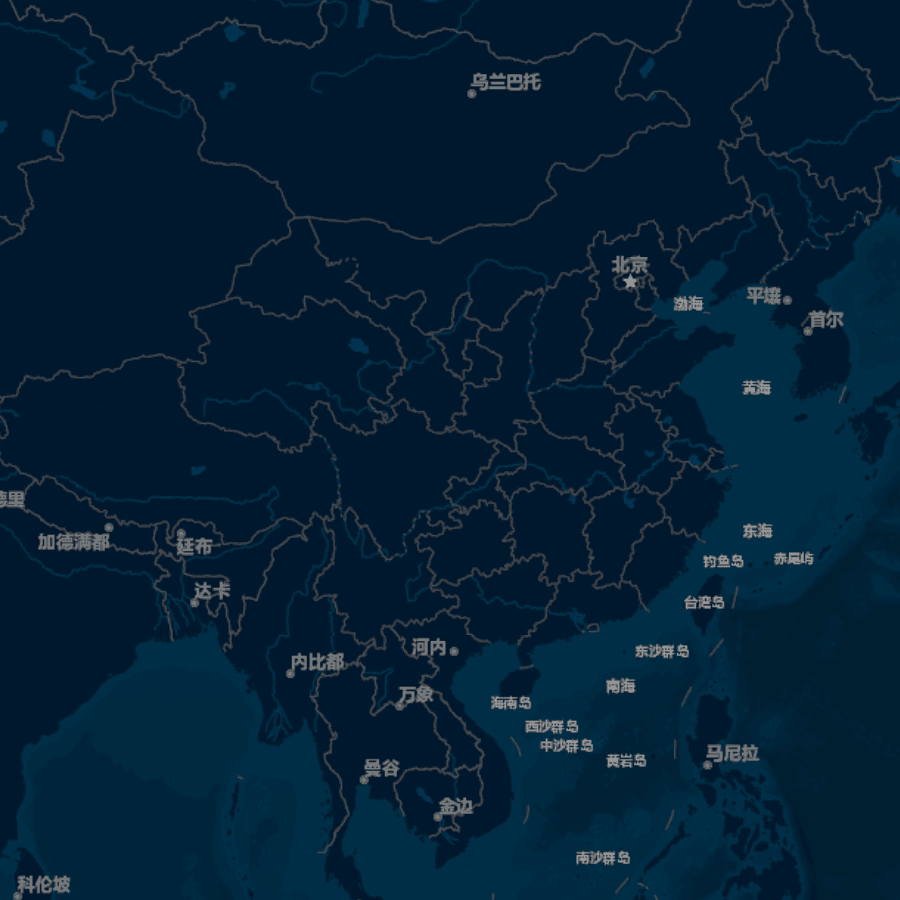 乌兰巴托
北京
平壤
渤海
首尔
黄海
德里
加德满都
廷布
东海
钓鱼岛
赤尾屿
达卡
台湾岛
河内
东沙群岛
内比都
南海
万象
海南岛
西沙群岛
中沙群岛
马尼拉
黄岩岛
曼谷
金边
南沙群岛
科伦坡